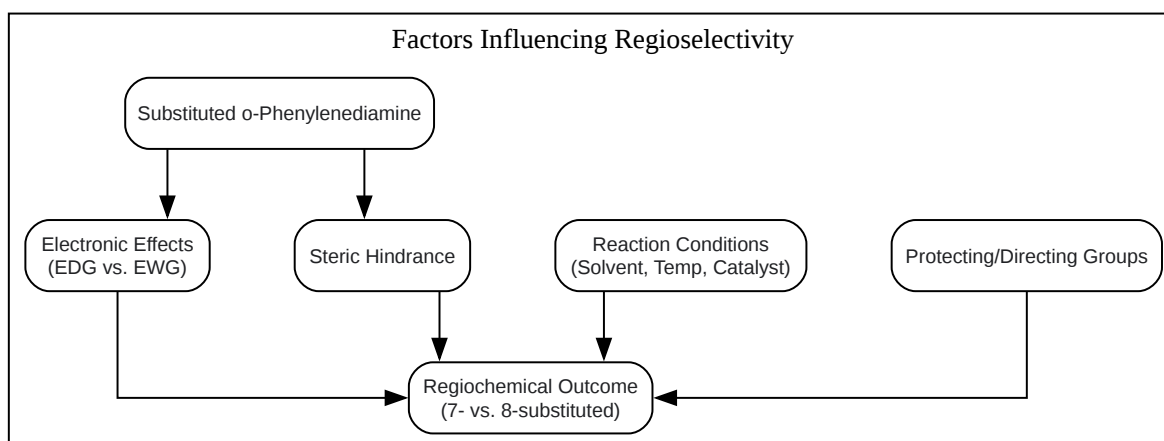 Factors Influencing Regioselectivity
Substituted o-Phenylenediamine
Electronic Effects
(EDG vs. EWG)
Steric Hindrance
Reaction Conditions
(Solvent, Temp, Catalyst)
Protecting/Directing Groups
Regiochemical Outcome
(7- vs. 8-substituted)